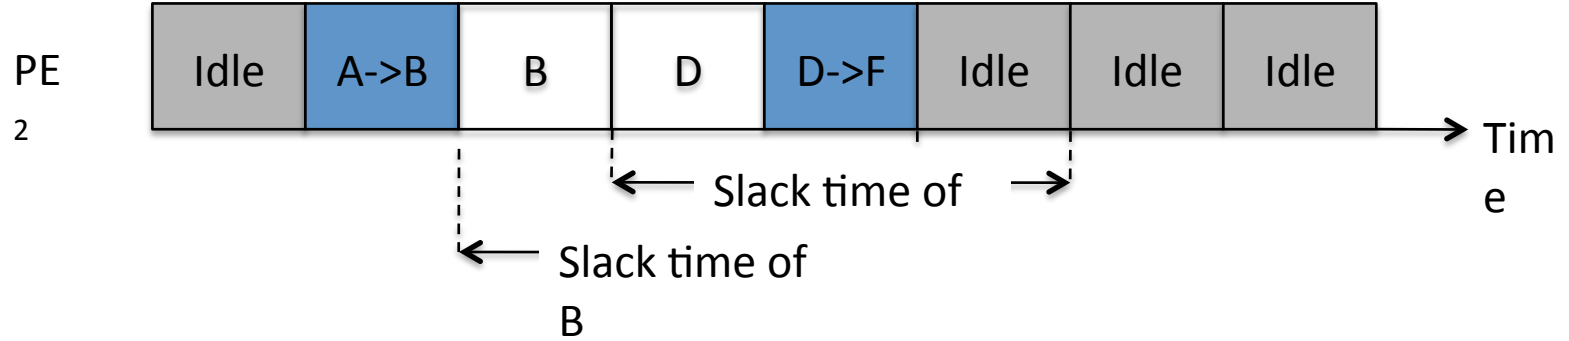 PE
2
Idle
A->B
B
D
D->F
Idle
Idle
Idle
Tim
e
Slack time of
Slack time of
B